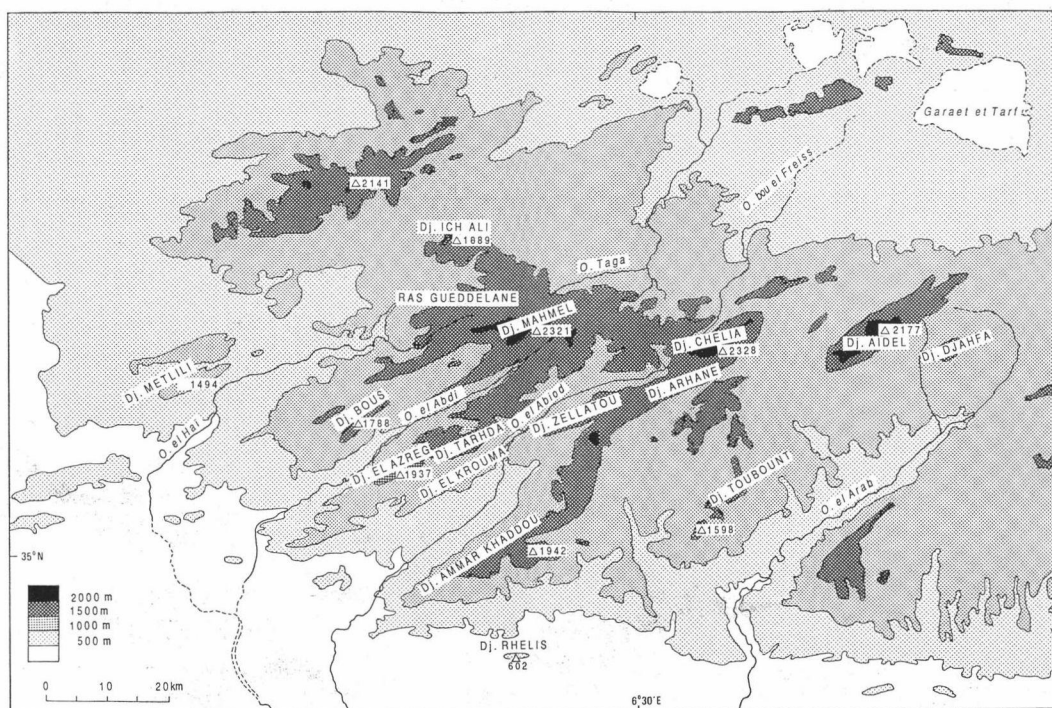 Garaet et Tarf
O. bou el Freiss
△2141
Dj. ICH ALI
△1889
O. Taga
RAS GUEDDELANE
Dj. MAHMEL
△2321
Dj. CHELIA
△2328
△2177
Dj. AIDEL
Dj. DJAHFA
Dj. METLILI
1494
Dj. BOUS
△1788
O. el Abdi
O. el Abiod
Dj. ARHANE
Dj. ZELLATOU
O. el Hai
Dj. TARHDA
Dj. EL AZREG
△1937
Dj. EL KROUMA
Dj. TOUBOUNT
△1598
O. el Arab
Dj. AMMAR KHADDOU
△1942
35°N
2000 m
1500m
1000 m
500 m
Dj. RHELIS
△
602
0 10 20km
6°30'E